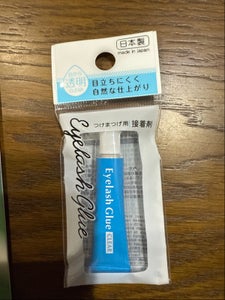 日本製
made in Japan
透明
目立ちにくく
自然な仕上がり
つけまつげ用 接着剤
Eyelash Glue
Eyelash Glue
CLEAR